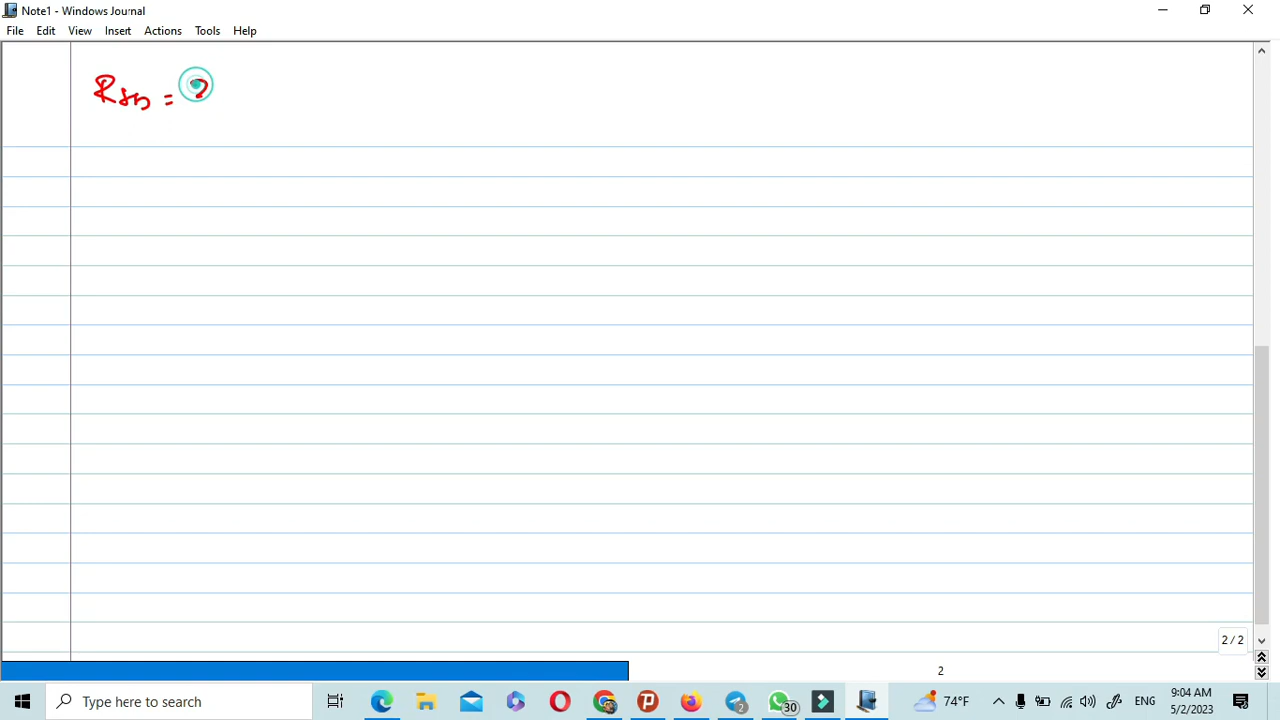 Note1 - Windows Journal
File Edit View Insert Actions Tools Help
= ?
2 / 2
2
Type here to search
2
30
74°F
ENG
9:04 AM
5/2/2023